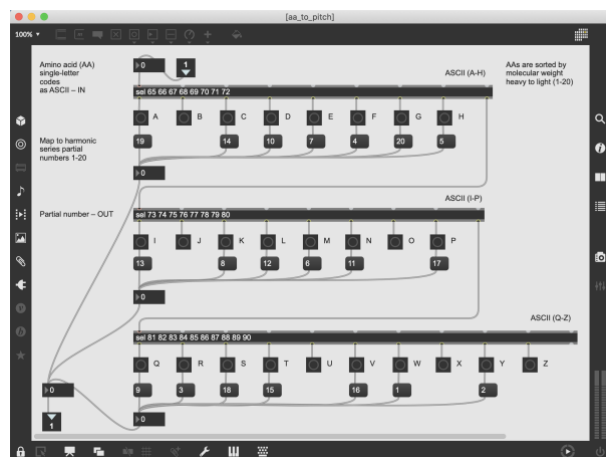 [aa_to_pitch]
100%
Amino acid (AA)
single-letter
codes
as ASCII – IN
0
1
ASCII (A-H)
AAs are sorted by
molecular weight
heavy to light (1-20)
sel 65 66 67 68 69 70 71 72
A B C D E F G H
Map to harmonic
series partial
numbers 1-20
19 14 10 7 4 20 5
0
ASCII (I-P)
Partial number – OUT
sel 73 74 75 76 77 78 79 80
I J K L M N O P
13 8 12 6 11 17
0
ASCII (Q-Z)
sel 81 82 83 84 85 86 87 88 89 90
Q R S T U V W X Y Z
0 9 3 18 15 16 1 2
0
1